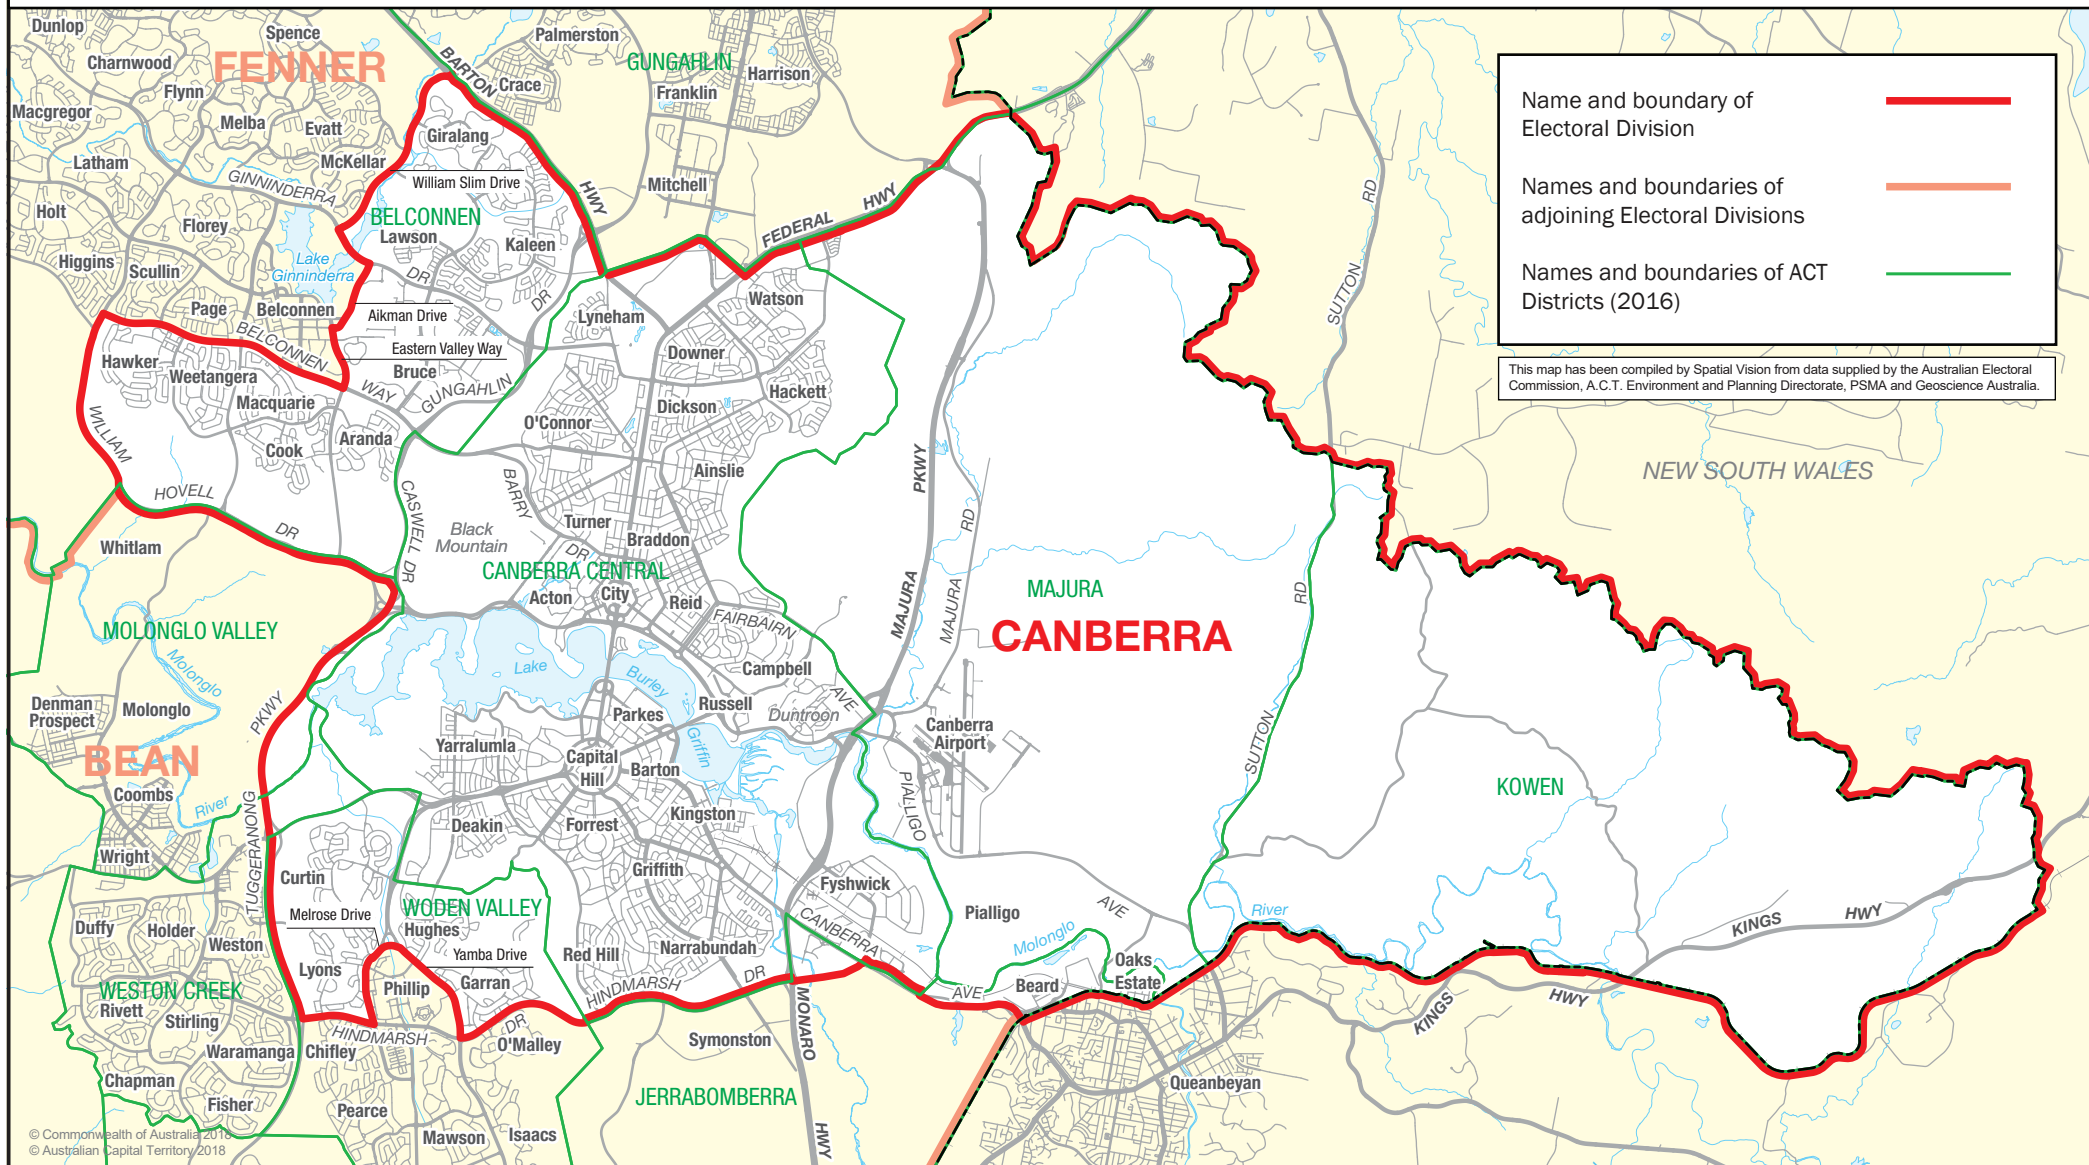 Dunlop
Spence
Palmerston
Charnwood
FENNER
BARTON
GUNGAHLIN
Harrison
Flynn
Crace
Franklin
Macgregor
Melba
Evatt
Giralang
Latham
McKellar
GINNINDERRA
William Slim Drive
HWY
Mitchell
Holt
Florey
BELCONNEN
Lawson
Kaleen
FEDERAL
HWY
Higgins
Scullin
Lake
Ginninderra
DR
DR
Watson
Page
Belconnen
Aikman Drive
Lyneham
BELCONNEN
Eastern Valley Way
Downer
Hawker
Weetangera
Bruce
WAY
GUNGAHLIN
Hackett
Macquarie
Dickson
WILLIAM
Cook
Aranda
O'Connor
Ainslie
PKWY
HOVELL
DR
CASWELL DR
BARRY
DR
Black
Mountain
Turner
Braddon
RD
Whitlam
CANBERRA CENTRAL
Acton
City
Reid
FAIRBAIRN
AVE
MAJURA
MAJURA
MAJURA
CANBERRA
MOLONGLO VALLEY
Molonglo
Lake
Burley
Griffin
Campbell
Russell
Duntroon
Parkes
Denman
Prospect
Molonglo
PKWY
BEAN
Yarralumla
Capital
Hill
Barton
Canberra
Airport
PIALLIGO
SUTTON
RD
SUTTON
RD
KOWEN
Coombs
River
Deakin
Forrest
Kingston
Wright
TUGGERANONG
Curtin
Griffith
Fyshwick
Melrose Drive
WODEN VALLEY
Hughes
CANBERRA
Pialligo
AVE
River
KINGS
HWY
Duffy
Holder
Weston
Yamba Drive
Red Hill
Narrabundah
Molonglo
Oaks
Estate
Lyons
Phillip
Garran
HINDMARSH
DR
AVE
Beard
KINGS
HWY
WESTON CREEK
Rivett
Stirling
HINDMARSH
DR
O'Malley
Symonston
MONARO
Waramanga
Chifley
Chapman
JERRABOMBERRA
Queanbeyan
Fisher
Pearce
Mawson
Isaacs
HWY
© Commonwealth of Australia 2018
© Australian Capital Territory 2018
Name and boundary of
Electoral Division
Names and boundaries of
adjoining Electoral Divisions
Names and boundaries of ACT
Districts (2016)
This map has been compiled by Spatial Vision from data supplied by the Australian Electoral
Commission, A.C.T. Environment and Planning Directorate, PSMA and Geoscience Australia.
NEW SOUTH WALES